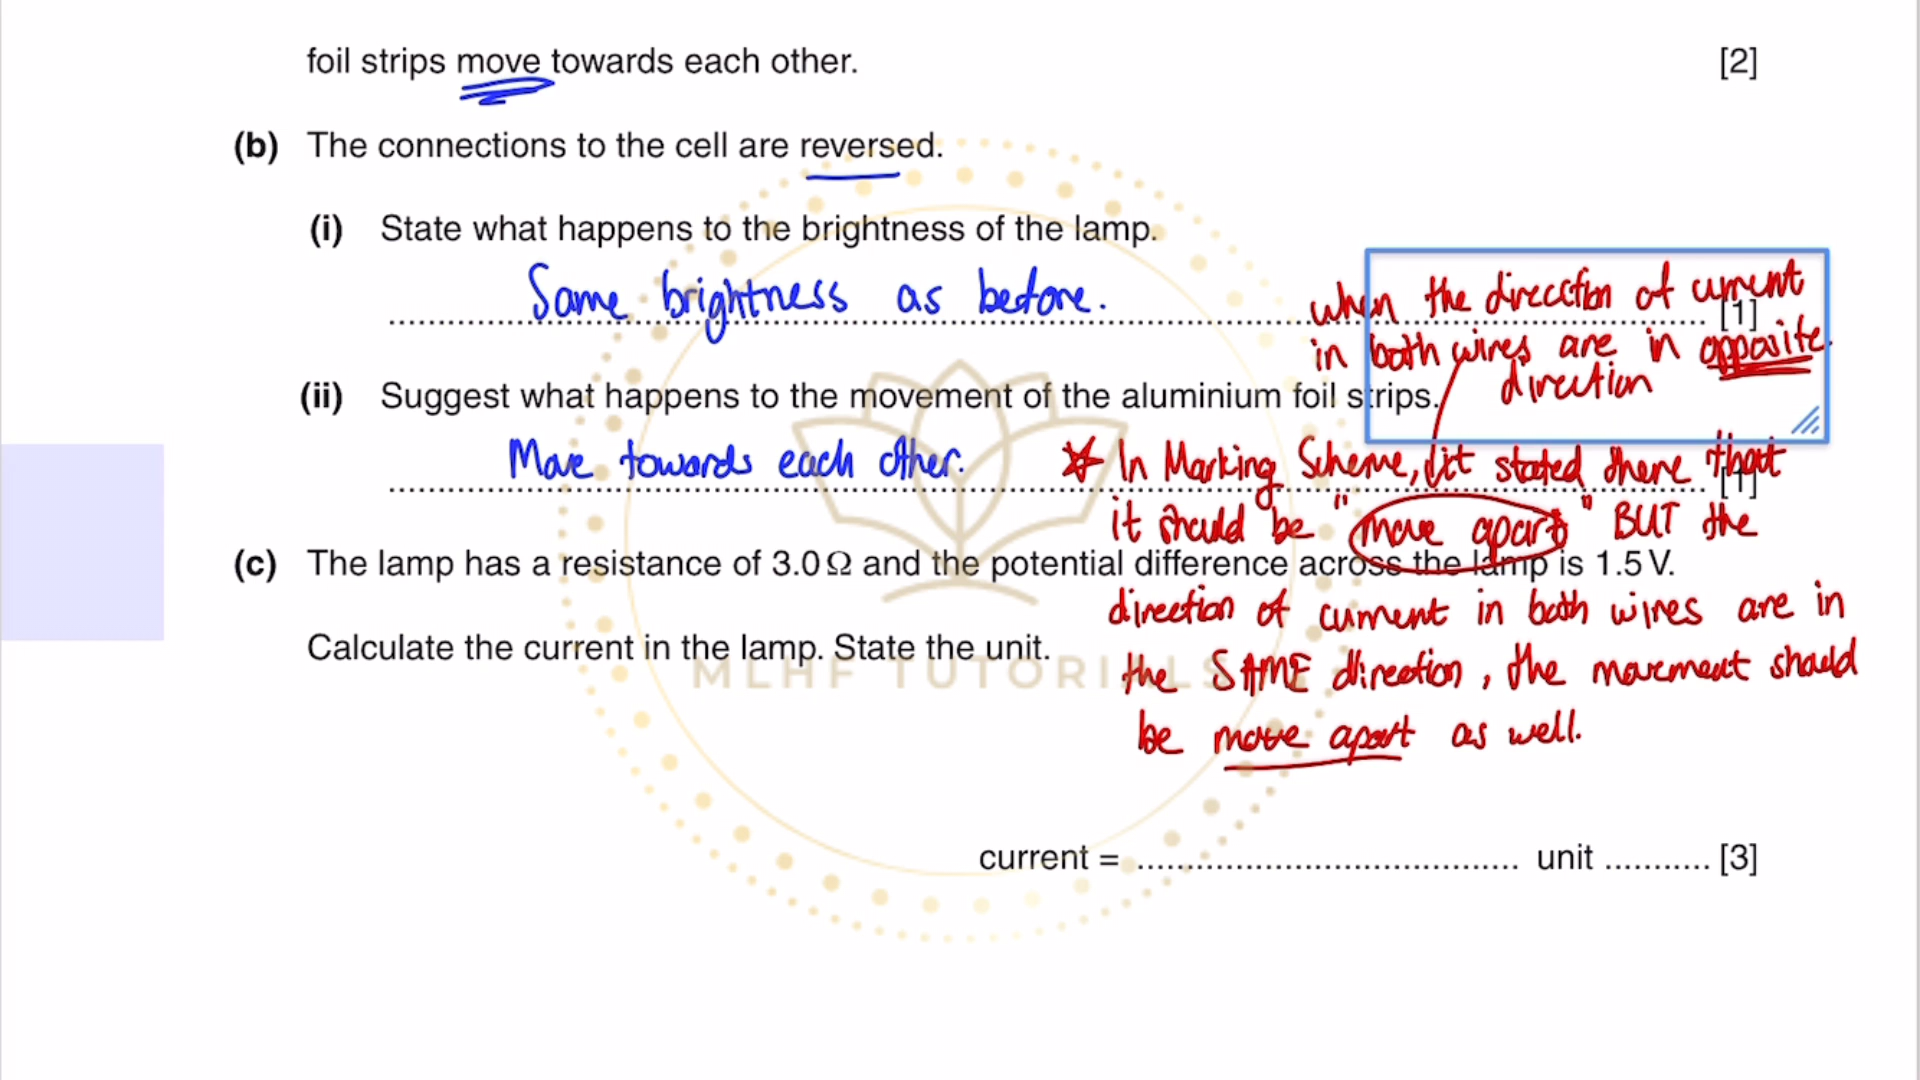 foil strips move towards each other. [2]
(b) The connections to the cell are reversed.
(i) State what happens to the brightness of the lamp.
Same brightness as before.
when the direction of current [1]
in both wires are in opposite
direction
(ii) Suggest what happens to the movement of the aluminium foil strips.
Move towards each other.
In Marking Scheme, it stated there that [1]
it should be "move apart" BUT the
(c) The lamp has a resistance of 3.0 Ω and the potential difference across the lamp is 1.5 V.
direction of current in both wires are in
Calculate the current in the lamp. State the unit.
the SAME direction, the movement should
be move apart as well.
MLHF TUTORIALS
current = ........................................ unit ........... [3]